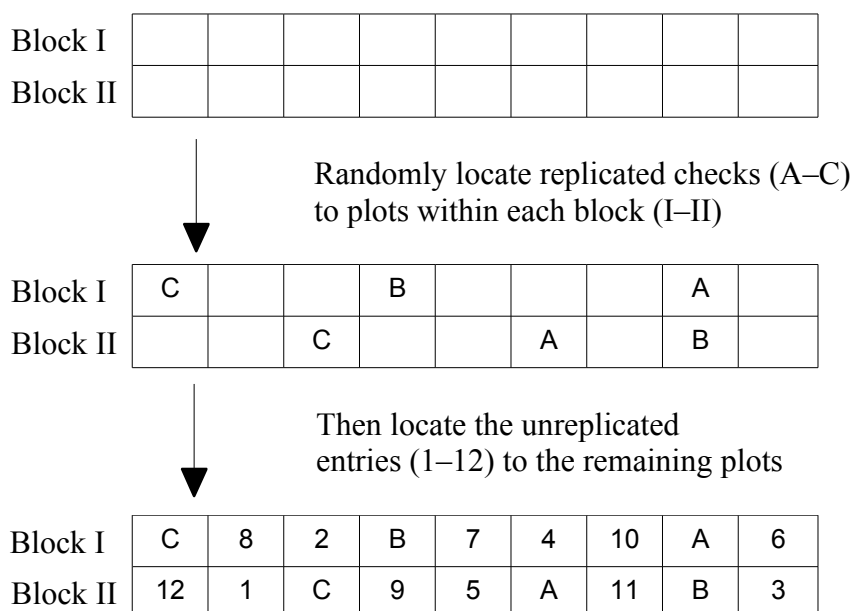 Block I
Block II
Randomly locate replicated checks (A–C)
to plots within each block (I–II)
Block I C B A
Block II C A B
Then locate the unreplicated
entries (1–12) to the remaining plots
Block I C 8 2 B 7 4 10 A 6
Block II 12 1 C 9 5 A 11 B 3